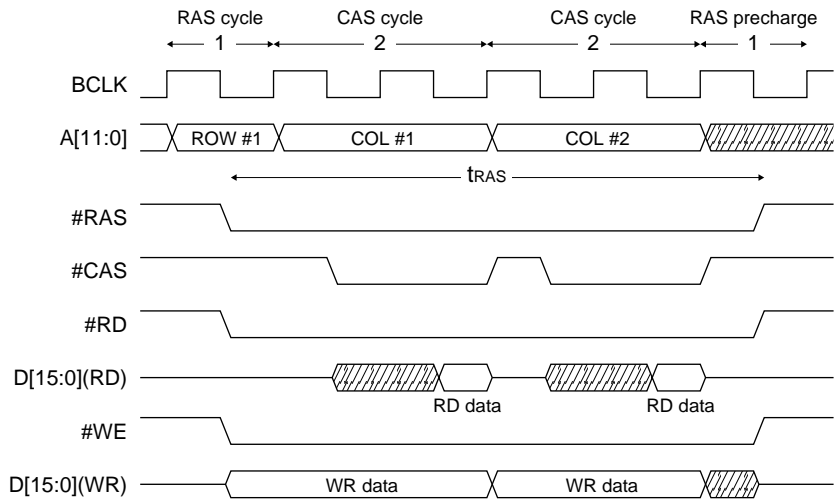 RAS cycle CAS cycle CAS cycle RAS precharge
1 2 2 1
BCLK
A[11:0] ROW #1 COL #1 COL #2
tRAS
#RAS
#CAS
#RD
D[15:0](RD)
RD data RD data
#WE
D[15:0](WR) WR data WR data